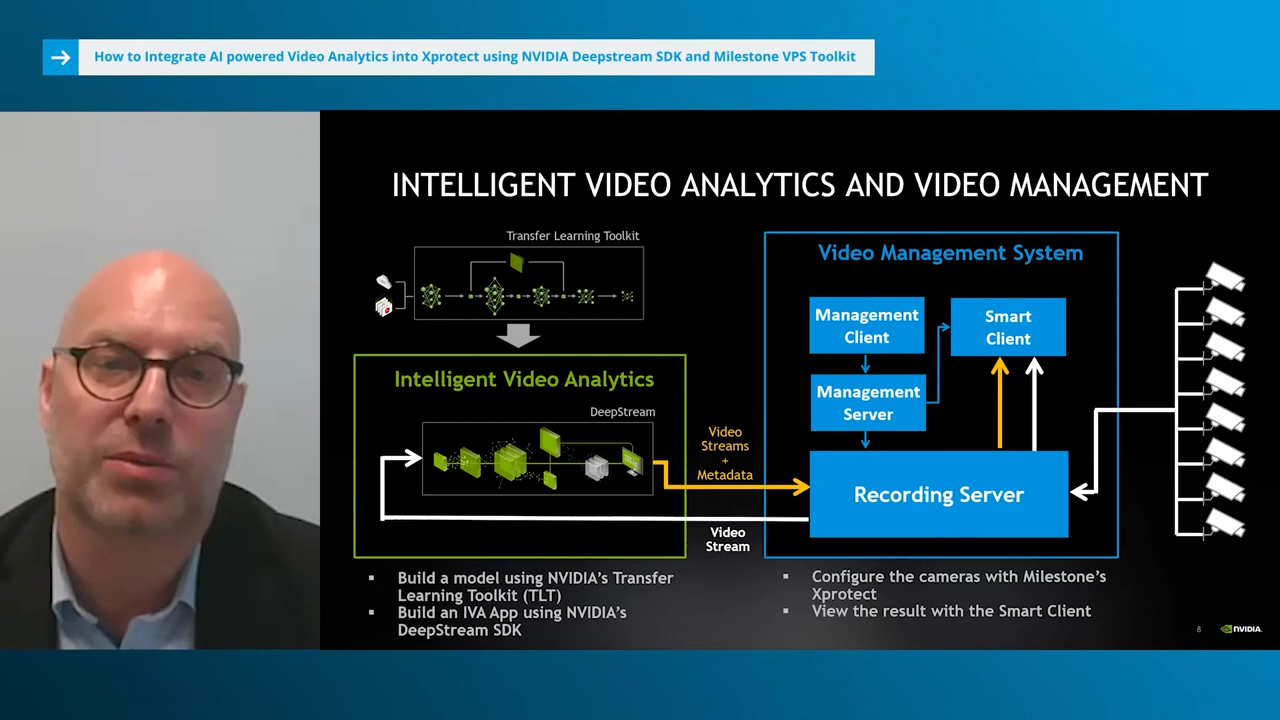 How to Integrate AI powered Video Analytics into Xprotect using NVIDIA Deepstream SDK and Milestone VPS Toolkit
INTELLIGENT VIDEO ANALYTICS AND VIDEO MANAGEMENT
Transfer Learning Toolkit
Intelligent Video Analytics
DeepStream
Video
Streams
+
Metadata
Video
Stream
Video Management System
Management
Client
Smart
Client
Management
Server
Recording Server
▪ Build a model using NVIDIA's Transfer
Learning Toolkit (TLT)
▪ Build an IVA App using NVIDIA's
DeepStream SDK
▪ Configure the cameras with Milestone's
Xprotect
▪ View the result with the Smart Client
8
NVIDIA.